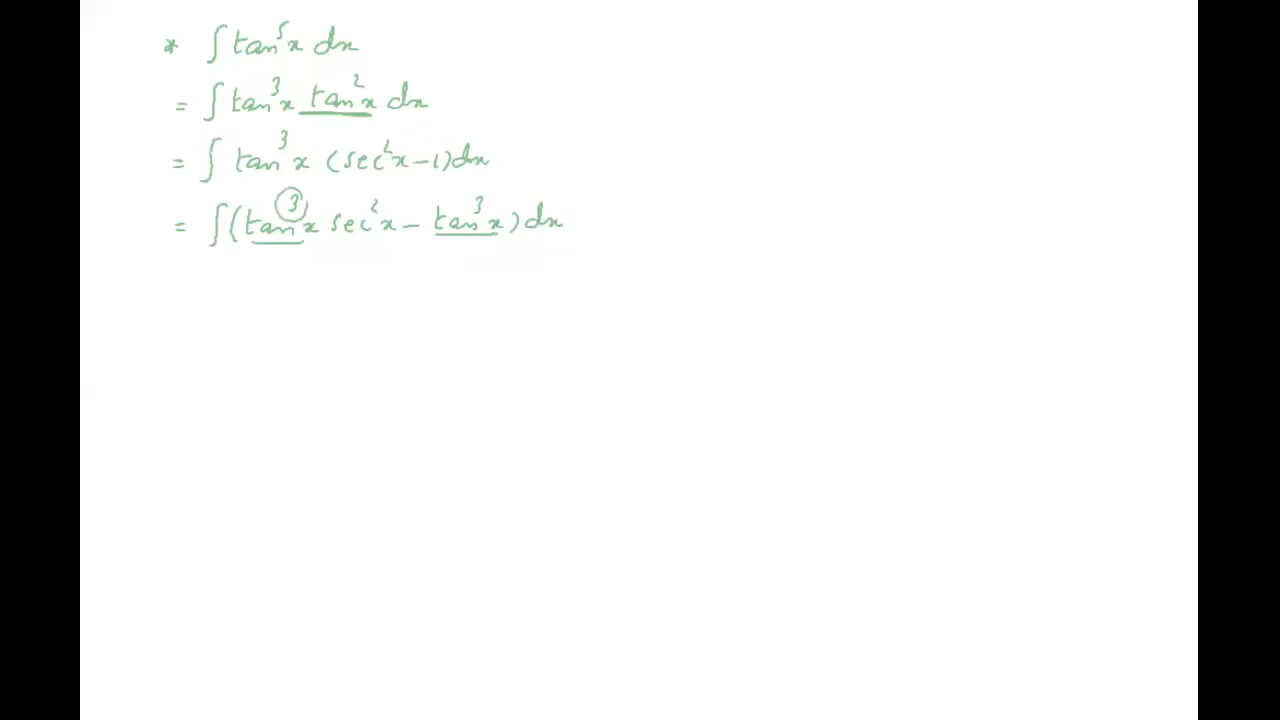 * ∫ tan⁵x dx
= ∫ tan³x tan²x dx
= ∫ tan³x (sec²x − 1) dx
= ∫ (tan³x sec²x − tan³x) dx